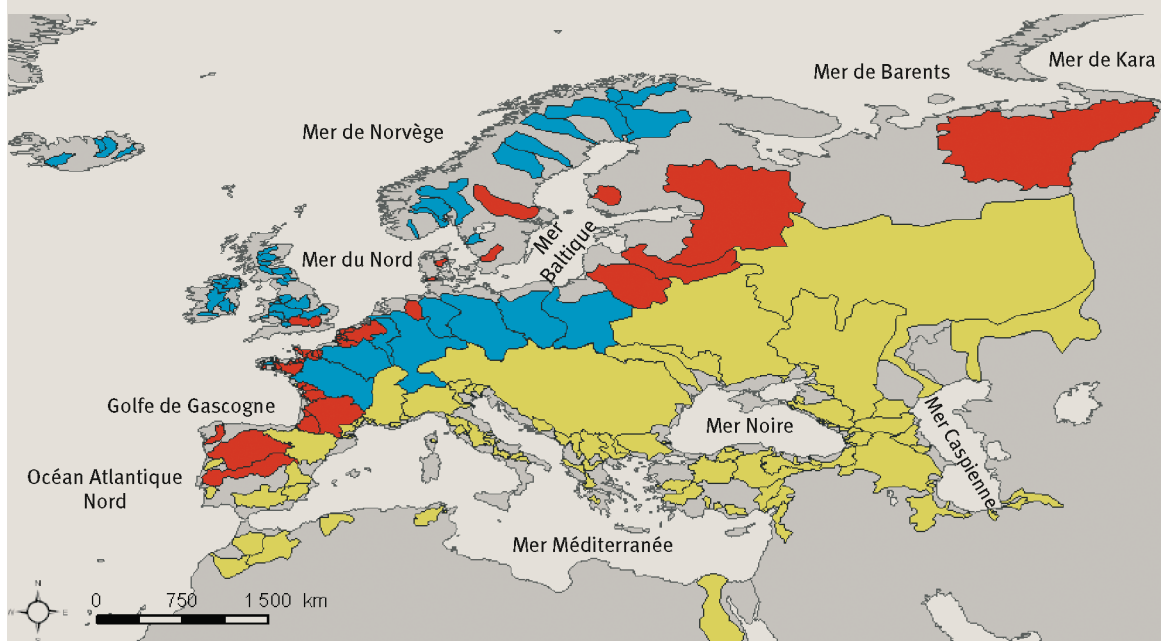 Mer de Kara
Mer de Barents
Mer de Norvège
Mer du Nord
Mer
Baltique
Golfe de Gascogne
Mer Noire
Mer Caspienne
Océan Atlantique
Nord
Mer Méditerranée
N
W
E
S
0 750 1 500 km